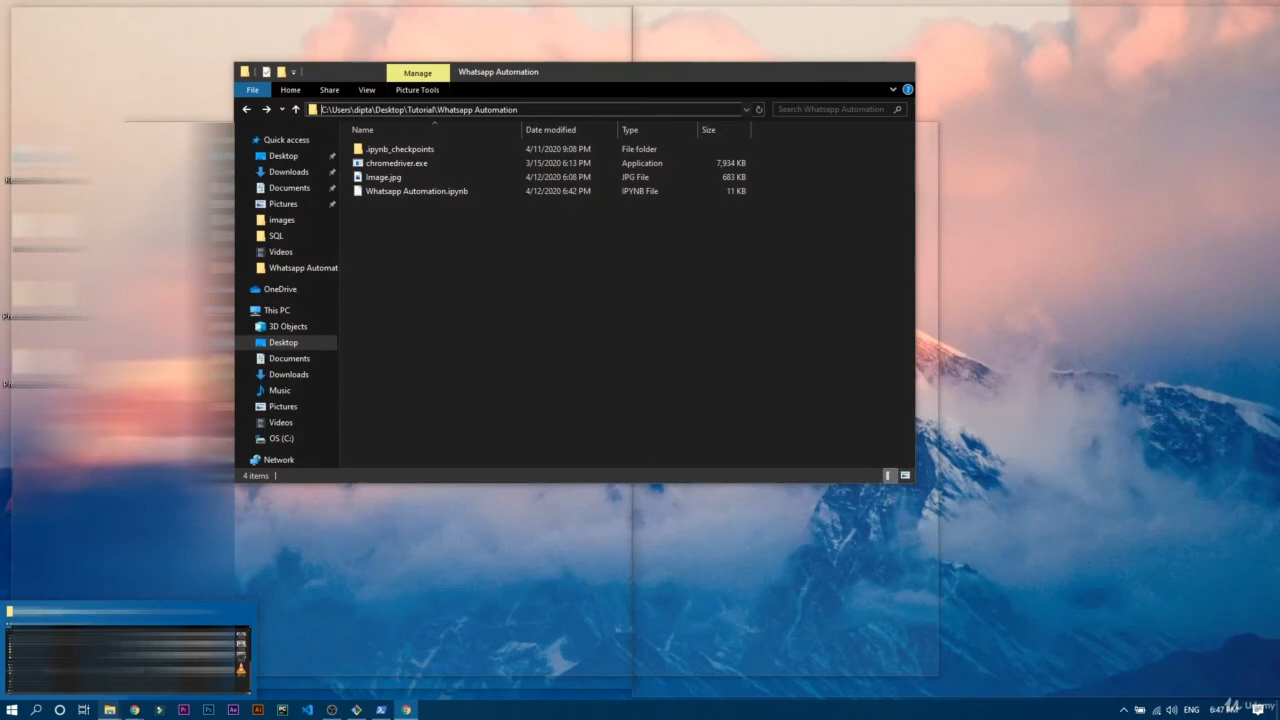 Manage
Whatsapp Automation
File
Home
Share
View
Picture Tools
C:\Users\dipta\Desktop\Tutorial\Whatsapp Automation
Search Whatsapp Automation
Name
Date modified
Type
Size
.ipynb_checkpoints
4/11/2020 9:08 PM
File folder
chromedriver.exe
3/15/2020 6:13 PM
Application
7,934 KB
Image.jpg
4/12/2020 6:08 PM
JPG File
683 KB
Whatsapp Automation.ipynb
4/12/2020 6:42 PM
IPYNB File
11 KB
Quick access
Desktop
Downloads
Documents
Pictures
images
SQL
Videos
Whatsapp Automat
OneDrive
This PC
3D Objects
Desktop
Documents
Downloads
Music
Pictures
Videos
OS (C:)
Network
4 items
Pr
Ae
Ai
PC
ENG
6:47 PM
Udemy